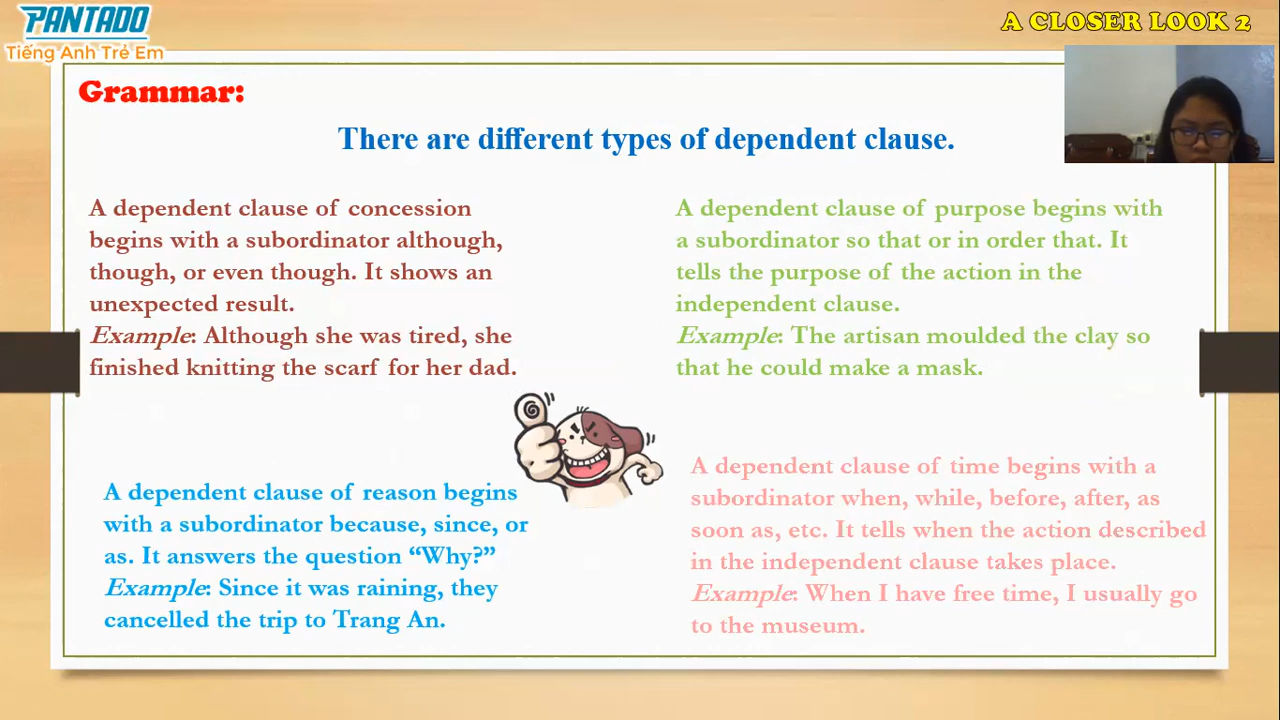 PANTADO
Tiếng Anh Trẻ Em
A CLOSER LOOK 2
Grammar:
There are different types of dependent clause.
A dependent clause of concession
begins with a subordinator although,
though, or even though. It shows an
unexpected result.
Example: Although she was tired, she
finished knitting the scarf for her dad.
A dependent clause of purpose begins with
a subordinator so that or in order that. It
tells the purpose of the action in the
independent clause.
Example: The artisan moulded the clay so
that he could make a mask.
A dependent clause of reason begins
with a subordinator because, since, or
as. It answers the question “Why?”
Example: Since it was raining, they
cancelled the trip to Trang An.
A dependent clause of time begins with a
subordinator when, while, before, after, as
soon as, etc. It tells when the action described
in the independent clause takes place.
Example: When I have free time, I usually go
to the museum.